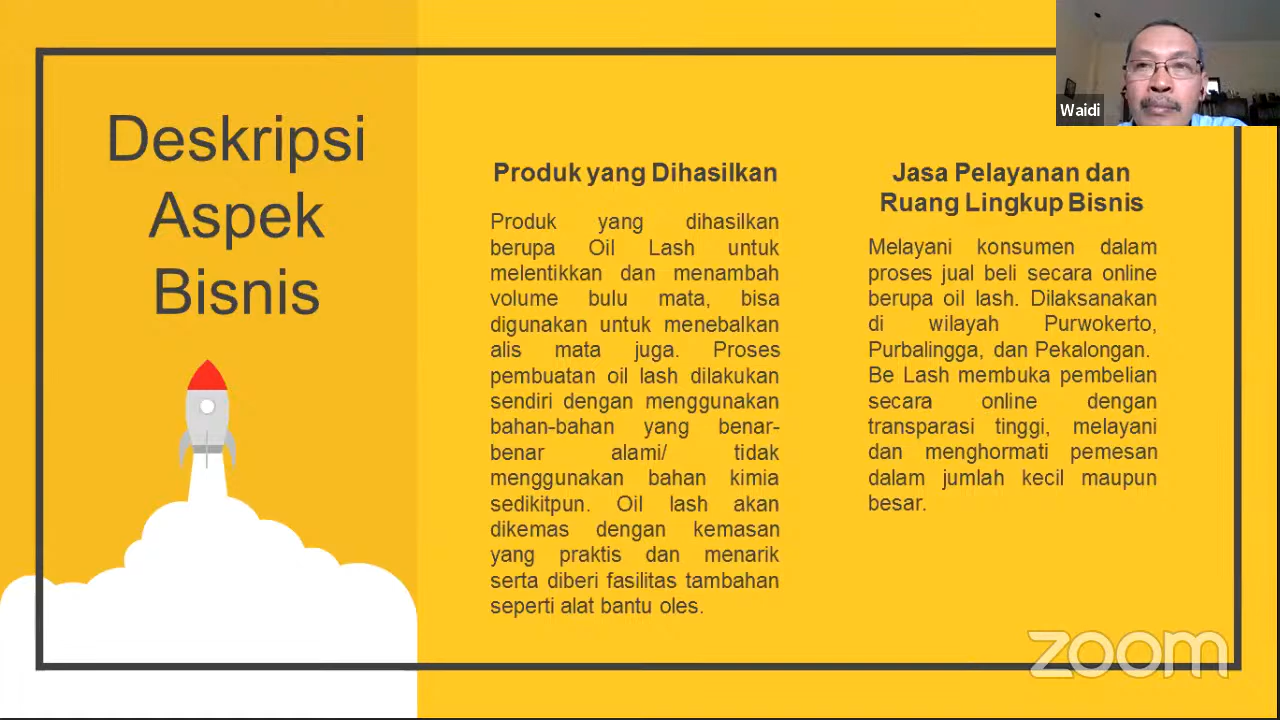 Deskripsi
Aspek
Bisnis
Produk yang Dihasilkan
Produk yang dihasilkan
berupa Oil Lash untuk
melentikkan dan menambah
volume bulu mata, bisa
digunakan untuk menebalkan
alis mata juga. Proses
pembuatan oil lash dilakukan
sendiri dengan menggunakan
bahan-bahan yang benar-
benar alami/ tidak
menggunakan bahan kimia
sedikitpun. Oil lash akan
dikemas dengan kemasan
yang praktis dan menarik
serta diberi fasilitas tambahan
seperti alat bantu oles.
Jasa Pelayanan dan
Ruang Lingkup Bisnis
Melayani konsumen dalam
proses jual beli secara online
berupa oil lash. Dilaksanakan
di wilayah Purwokerto,
Purbalingga, dan Pekalongan.
Be Lash membuka pembelian
secara online dengan
transparasi tinggi, melayani
dan menghormati pemesan
dalam jumlah kecil maupun
besar.
Waidi
zoom